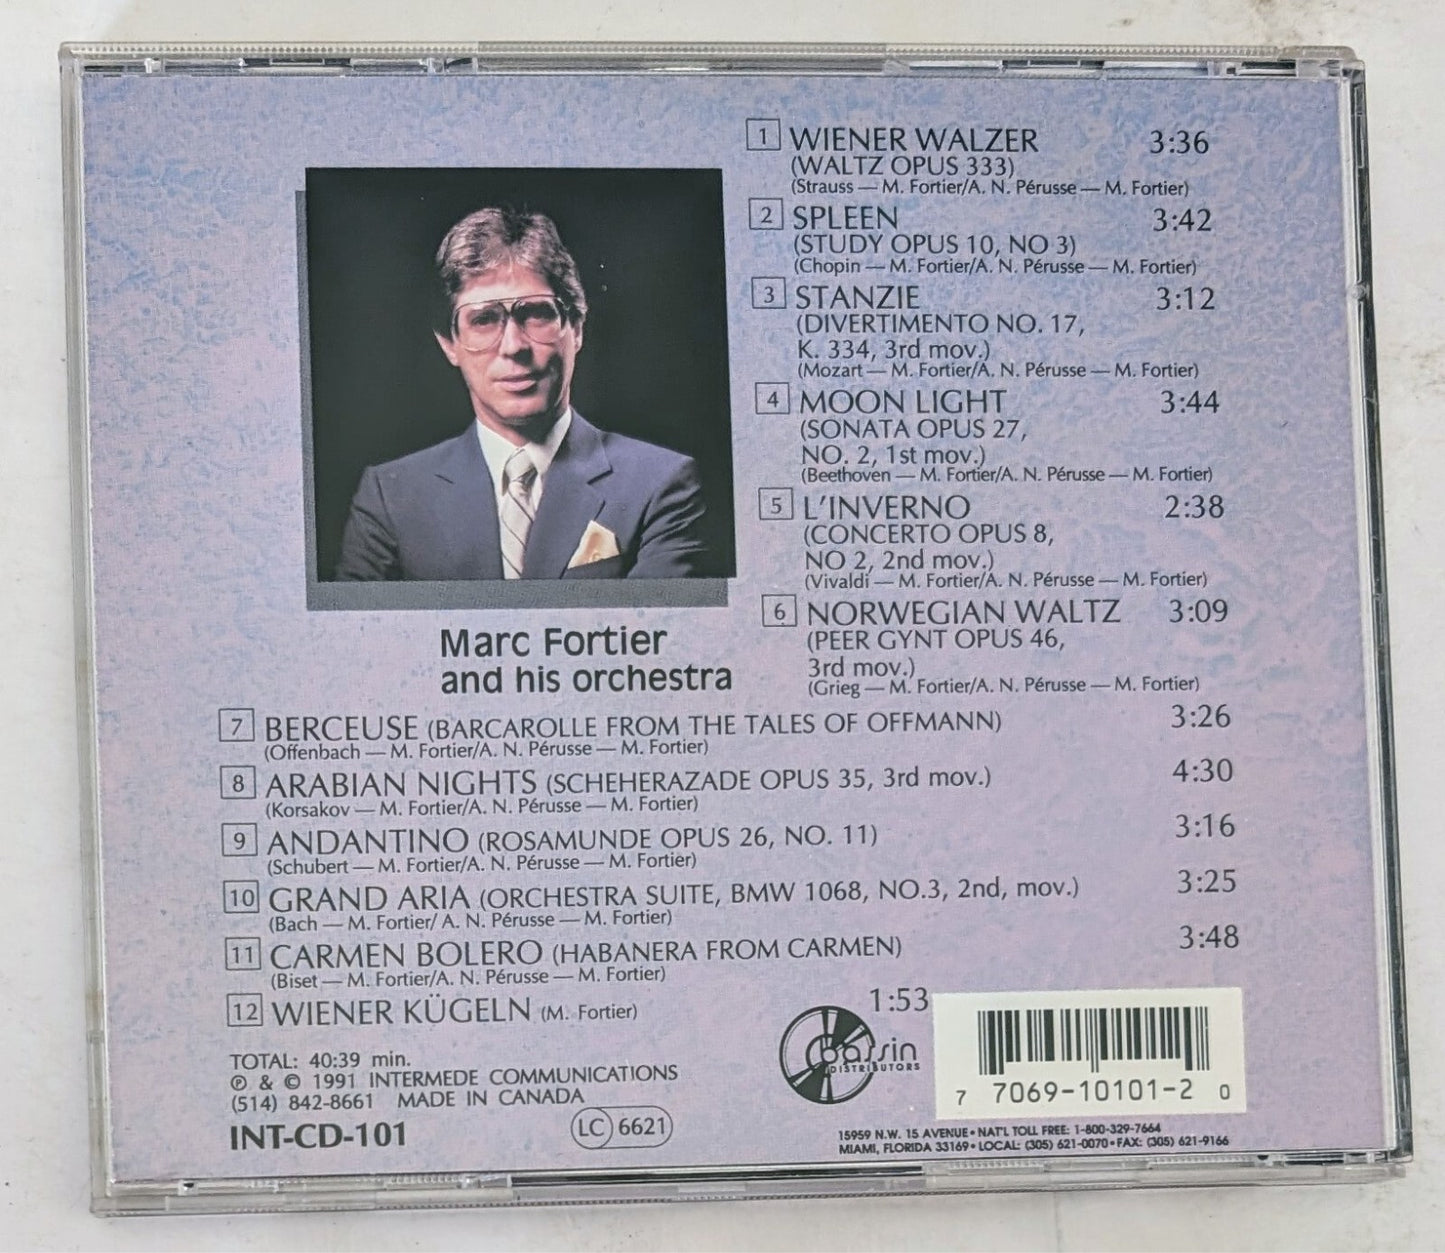 1 WIENER WALZER 3:36
(WALTZ OPUS 333)
(Strauss — M. Fortier/A. N. Pérusse — M. Fortier)
2 SPLEEN 3:42
(STUDY OPUS 10, NO 3)
(Chopin — M. Fortier/A. N. Pérusse — M. Fortier)
3 STANZIE 3:12
(DIVERTIMENTO NO. 17,
K. 334, 3rd mov.)
(Mozart — M. Fortier/A. N. Pérusse — M. Fortier)
4 MOON LIGHT 3:44
(SONATA OPUS 27,
NO. 2, 1st mov.)
(Beethoven — M. Fortier/A. N. Pérusse — M. Fortier)
5 L'INVERNO 2:38
(CONCERTO OPUS 8,
NO 2, 2nd mov.)
(Vivaldi — M. Fortier/A. N. Pérusse — M. Fortier)
6 NORWEGIAN WALTZ 3:09
(PEER GYNT OPUS 46,
3rd mov.)
(Grieg — M. Fortier/A. N. Pérusse — M. Fortier)
Marc Fortier
and his orchestra
7 BERCEUSE (BARCAROLLE FROM THE TALES OF OFFMANN) 3:26
(Offenbach — M. Fortier/A. N. Pérusse — M. Fortier)
8 ARABIAN NIGHTS (SCHEHERAZADE OPUS 35, 3rd mov.) 4:30
(Korsakov — M. Fortier/A. N. Pérusse — M. Fortier)
9 ANDANTINO (ROSAMUNDE OPUS 26, NO. 11) 3:16
(Schubert — M. Fortier/A. N. Pérusse — M. Fortier)
10 GRAND ARIA (ORCHESTRA SUITE, BMW 1068, NO.3, 2nd, mov.) 3:25
(Bach — M. Fortier/ A. N. Pérusse — M. Fortier)
11 CARMEN BOLERO (HABANERA FROM CARMEN) 3:48
(Biset — M. Fortier/A. N. Pérusse — M. Fortier)
12 WIENER KÜGELN (M. Fortier) 1:53
TOTAL: 40:39 min.
℗ & © 1991 INTERMEDE COMMUNICATIONS
(514) 842-8661 MADE IN CANADA
INT-CD-101
LC 6621
bassin
DISTRIBUTORS
7 7069-10101-2 0
15959 N.W. 15 AVENUE • NAT'L TOLL FREE: 1-800-329-7664
MIAMI, FLORIDA 33169 • LOCAL: (305) 621-0070 • FAX: (305) 621-9166